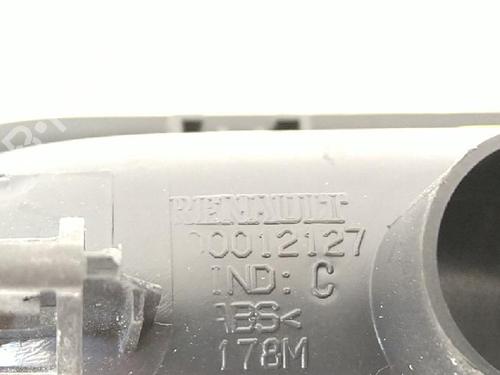 RENAULT
00012127
IND: C
ABS<
178M